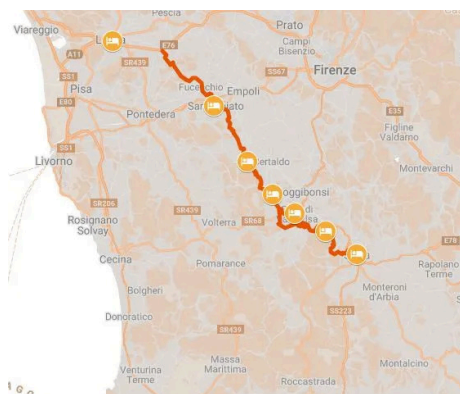 Pescia
Viareggio
Prato
E76
A11
SR439
Campi
Bisenzio
SS67
Firenze
SS1
Pisa
Fucecchio
Empoli
E80
Pontedera
E35
Figline
Valdarno
SS1
Montevarchi
Livorno
SR206
SR439
Volterra
SR68
Rosignano
Solvay
Cecina
Pomarance
E78
Rapolano
Terme
Monteroni
d'Arbia
Bolgheri
SS223
Donoratico
SR439
Massa
Marittima
Montalcino
Venturina
Terme
Roccastrada